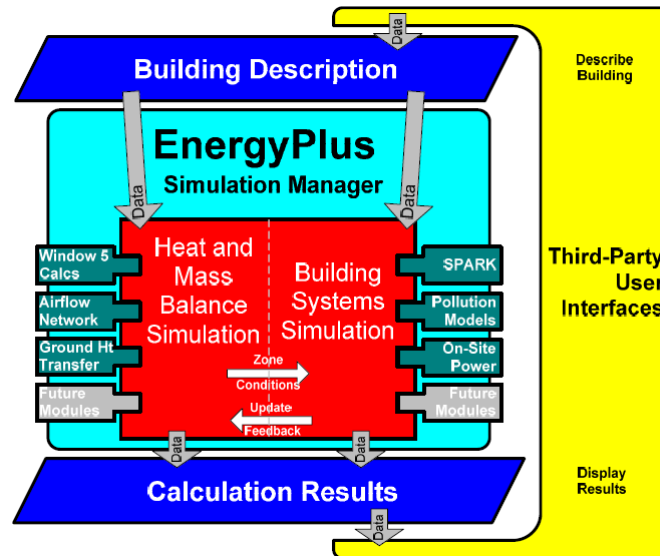 Data
Building Description
Describe
Building
EnergyPlus
Simulation Manager
Data
Data
Heat and
Mass
Balance
Simulation
Building
Systems
Simulation
Window 5
Calcs
Airflow
Network
Ground Ht
Transfer
Future
Modules
SPARK
Pollution
Models
On-Site
Power
Future
Modules
Zone
Conditions
Update
Feedback
Third-Party
User
Interfaces
Data
Data
Calculation Results
Display
Results
Data